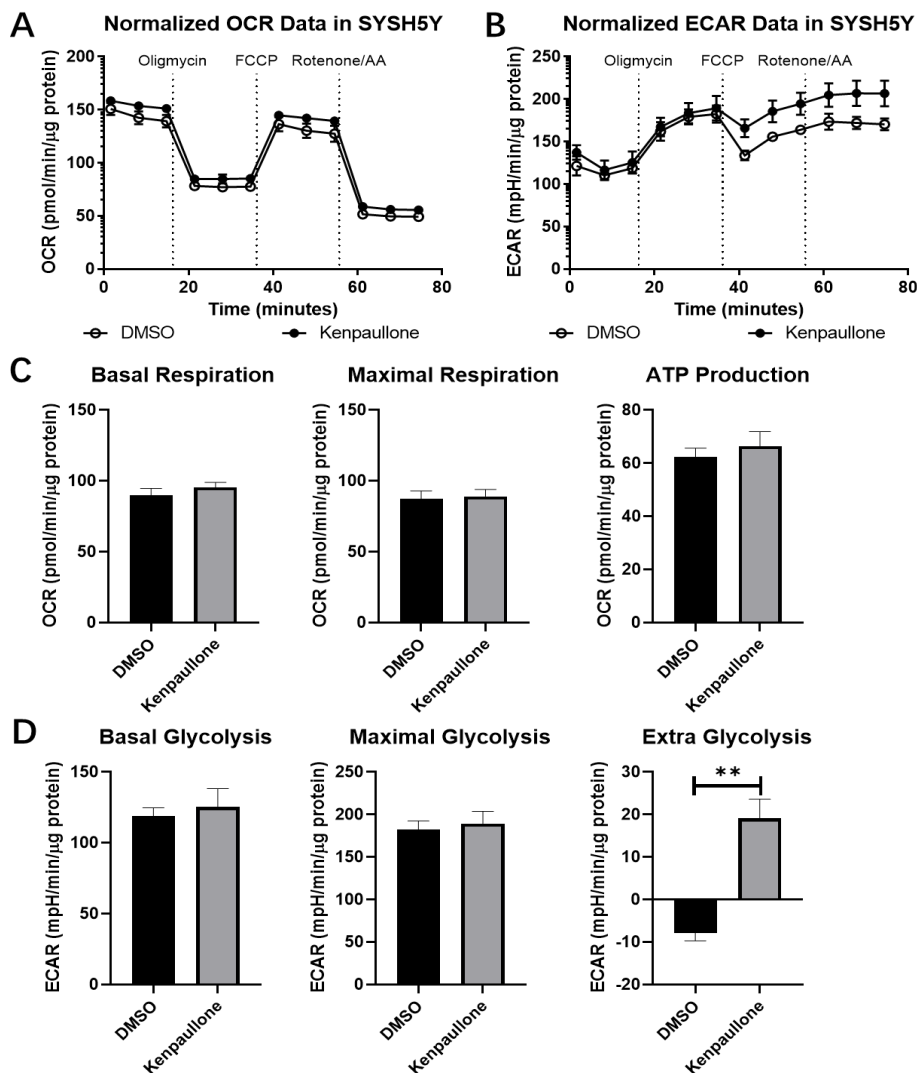 A
Normalized OCR Data in SYSH5Y
Oligmycin
FCCP
Rotenone/AA
OCR (pmol/min/µg protein)
200
150
100
50
0
0
20
40
60
80
Time (minutes)
DMSO
Kenpaullone
B
Normalized ECAR Data in SYSH5Y
Oligmycin
FCCP
Rotenone/AA
ECAR (mpH/min/µg protein)
250
200
150
100
50
0
0
20
40
60
80
Time (minutes)
DMSO
Kenpaullone
C
Basal Respiration
OCR (pmol/min/µg protein)
150
100
50
0
DMSO
Kenpaullone
Maximal Respiration
OCR (pmol/min/µg protein)
150
100
50
0
DMSO
Kenpaullone
ATP Production
OCR (pmol/min/µg protein)
80
60
40
20
0
DMSO
Kenpaullone
D
Basal Glycolysis
ECAR (mpH/min/µg protein)
150
100
50
0
DMSO
Kenpaullone
Maximal Glycolysis
ECAR (mpH/min/µg protein)
250
200
150
100
50
0
DMSO
Kenpaullone
Extra Glycolysis
ECAR (mpH/min/µg protein)
30
20
10
0
-10
-20
**
DMSO
Kenpaullone